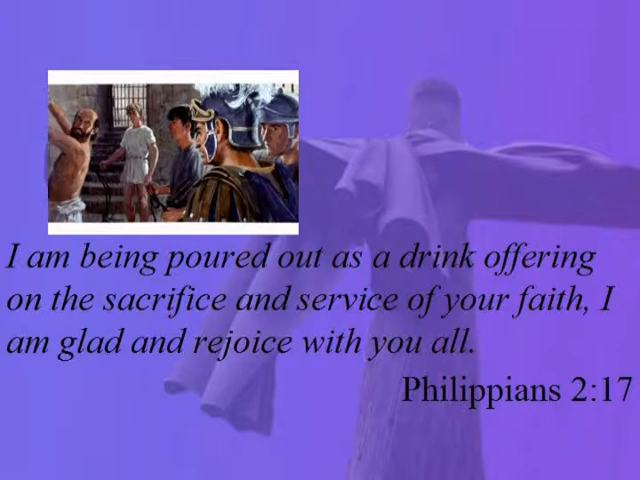 I am being poured out as a drink offering
on the sacrifice and service of your faith, I
am glad and rejoice with you all.
Philippians 2:17